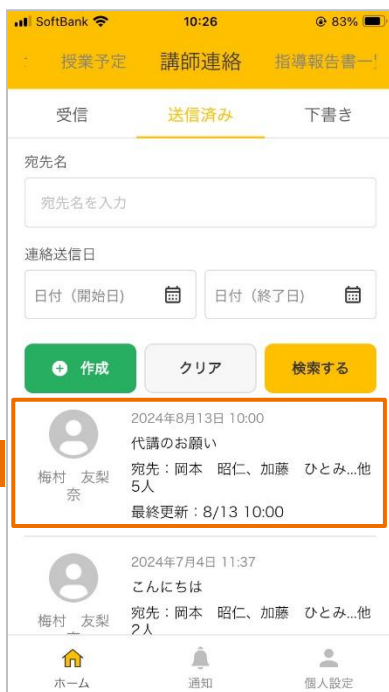 SoftBank 10:26 83%
授業予定 講師連絡 指導報告書一
受信 送信済み 下書き
宛先名
宛先名を入力
連絡送信日
日付（開始日) 日付（終了日)
作成 クリア 検索する
2024年8月13日 10:00
代講のお願い
宛先：岡本　昭仁、加藤　ひとみ...他
5人
最終更新：8/13 10:00
梅村　友梨
奈
2024年7月4日 11:37
こんにちは
宛先：岡本　昭仁、加藤　ひとみ...他
2人
梅村　友梨
ホーム 通知 個人設定